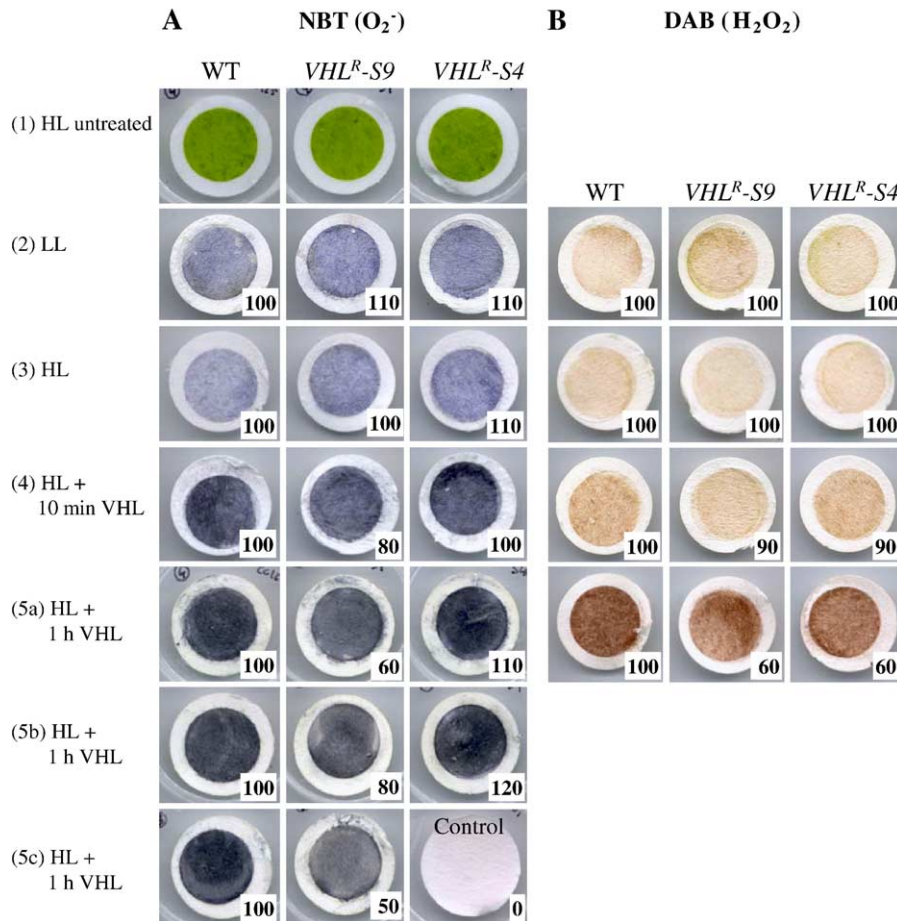 A NBT (O₂⁻) B DAB (H₂O₂)
WT VHLᴿ-S9 VHLᴿ-S4
(1) HL untreated
WT VHLᴿ-S9 VHLᴿ-S4
(2) LL
100 110 110 100 100 100
(3) HL
100 100 110 100 100 100
(4) HL +
10 min VHL
100 80 100 100 90 90
(5a) HL +
1 h VHL
100 60 110 100 60 60
(5b) HL +
1 h VHL
100 80 120
(5c) HL +
1 h VHL
Control
100 50 0